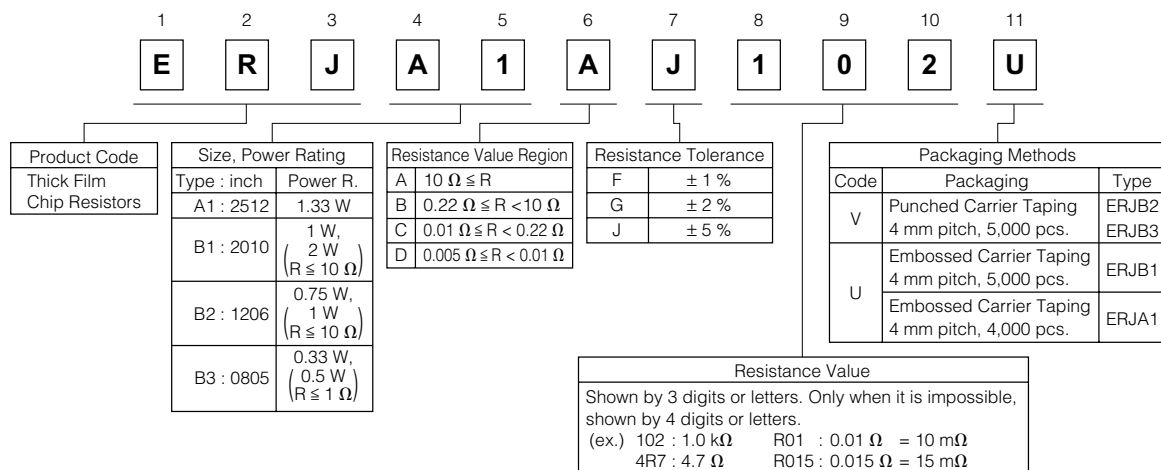 1 2 3 4 5 6 7 8 9 10 11
E R J A 1 A J 1 0 2 U
Product Code
Thick Film
Chip Resistors
Size, Power Rating
Type : inch Power R.
A1 : 2512 1.33 W
B1 : 2010 1 W,
(2 W
R ≦ 10 Ω)
B2 : 1206 0.75 W,
(1 W
R ≦ 10 Ω)
B3 : 0805 0.33 W,
(0.5 W
R ≦ 1 Ω)
Resistance Value Region
A 10 Ω ≦ R
B 0.22 Ω ≦ R <10 Ω
C 0.01 Ω ≦ R < 0.22 Ω
D 0.005 Ω ≦ R < 0.01 Ω
Resistance Tolerance
F ± 1 %
G ± 2 %
J ± 5 %
Packaging Methods
Code Packaging Type
V Punched Carrier Taping ERJB2
4 mm pitch, 5,000 pcs. ERJB3
U Embossed Carrier Taping
4 mm pitch, 5,000 pcs. ERJB1
Embossed Carrier Taping
4 mm pitch, 4,000 pcs. ERJA1
Resistance Value
Shown by 3 digits or letters. Only when it is impossible,
shown by 4 digits or letters.
(ex.) 102 : 1.0 kΩ R01 : 0.01 Ω = 10 mΩ
4R7 : 4.7 Ω R015 : 0.015 Ω = 15 mΩ